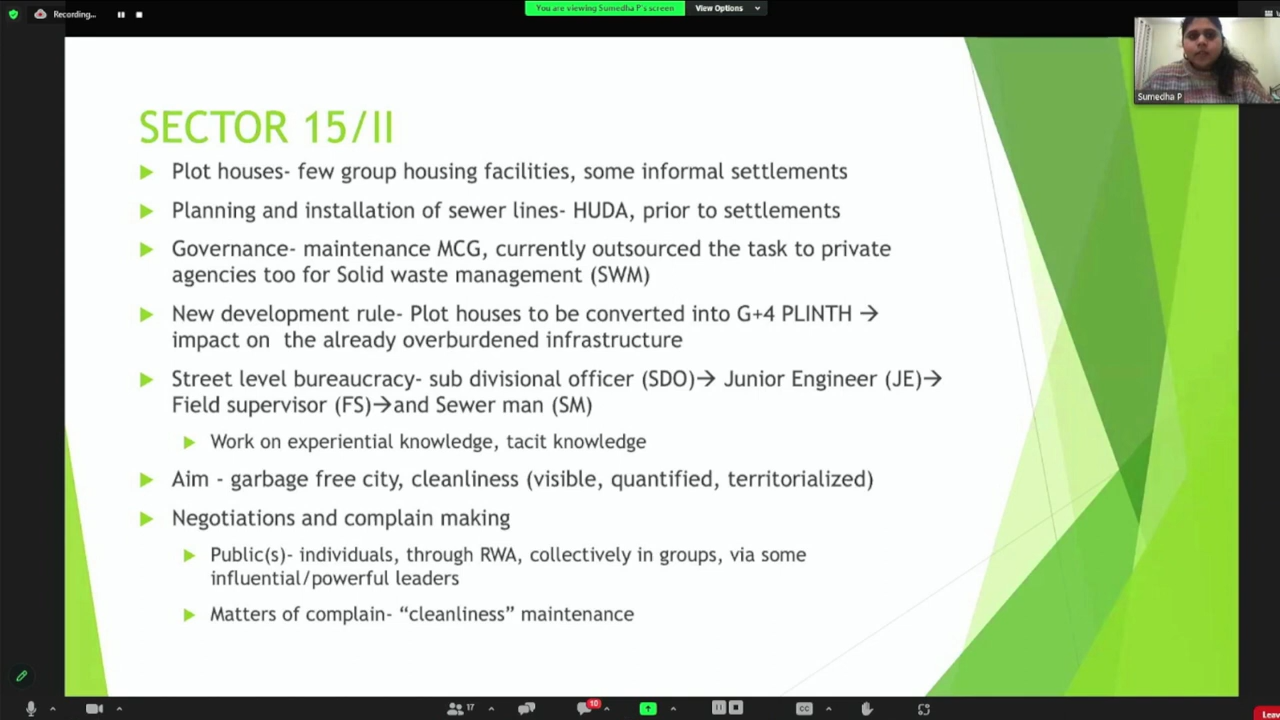 Recording...
You are viewing Sumedha P's screen
View Options
Sumedha P
SECTOR 15/II
Plot houses- few group housing facilities, some informal settlements
Planning and installation of sewer lines- HUDA, prior to settlements
Governance- maintenance MCG, currently outsourced the task to private
agencies too for Solid waste management (SWM)
New development rule- Plot houses to be converted into G+4 PLINTH →
impact on the already overburdened infrastructure
Street level bureaucracy- sub divisional officer (SDO)→ Junior Engineer (JE)→
Field supervisor (FS)→and Sewer man (SM)
Work on experiential knowledge, tacit knowledge
Aim - garbage free city, cleanliness (visible, quantified, territorialized)
Negotiations and complain making
Public(s)- individuals, through RWA, collectively in groups, via some
influential/powerful leaders
Matters of complain- “cleanliness” maintenance
17
10
CC